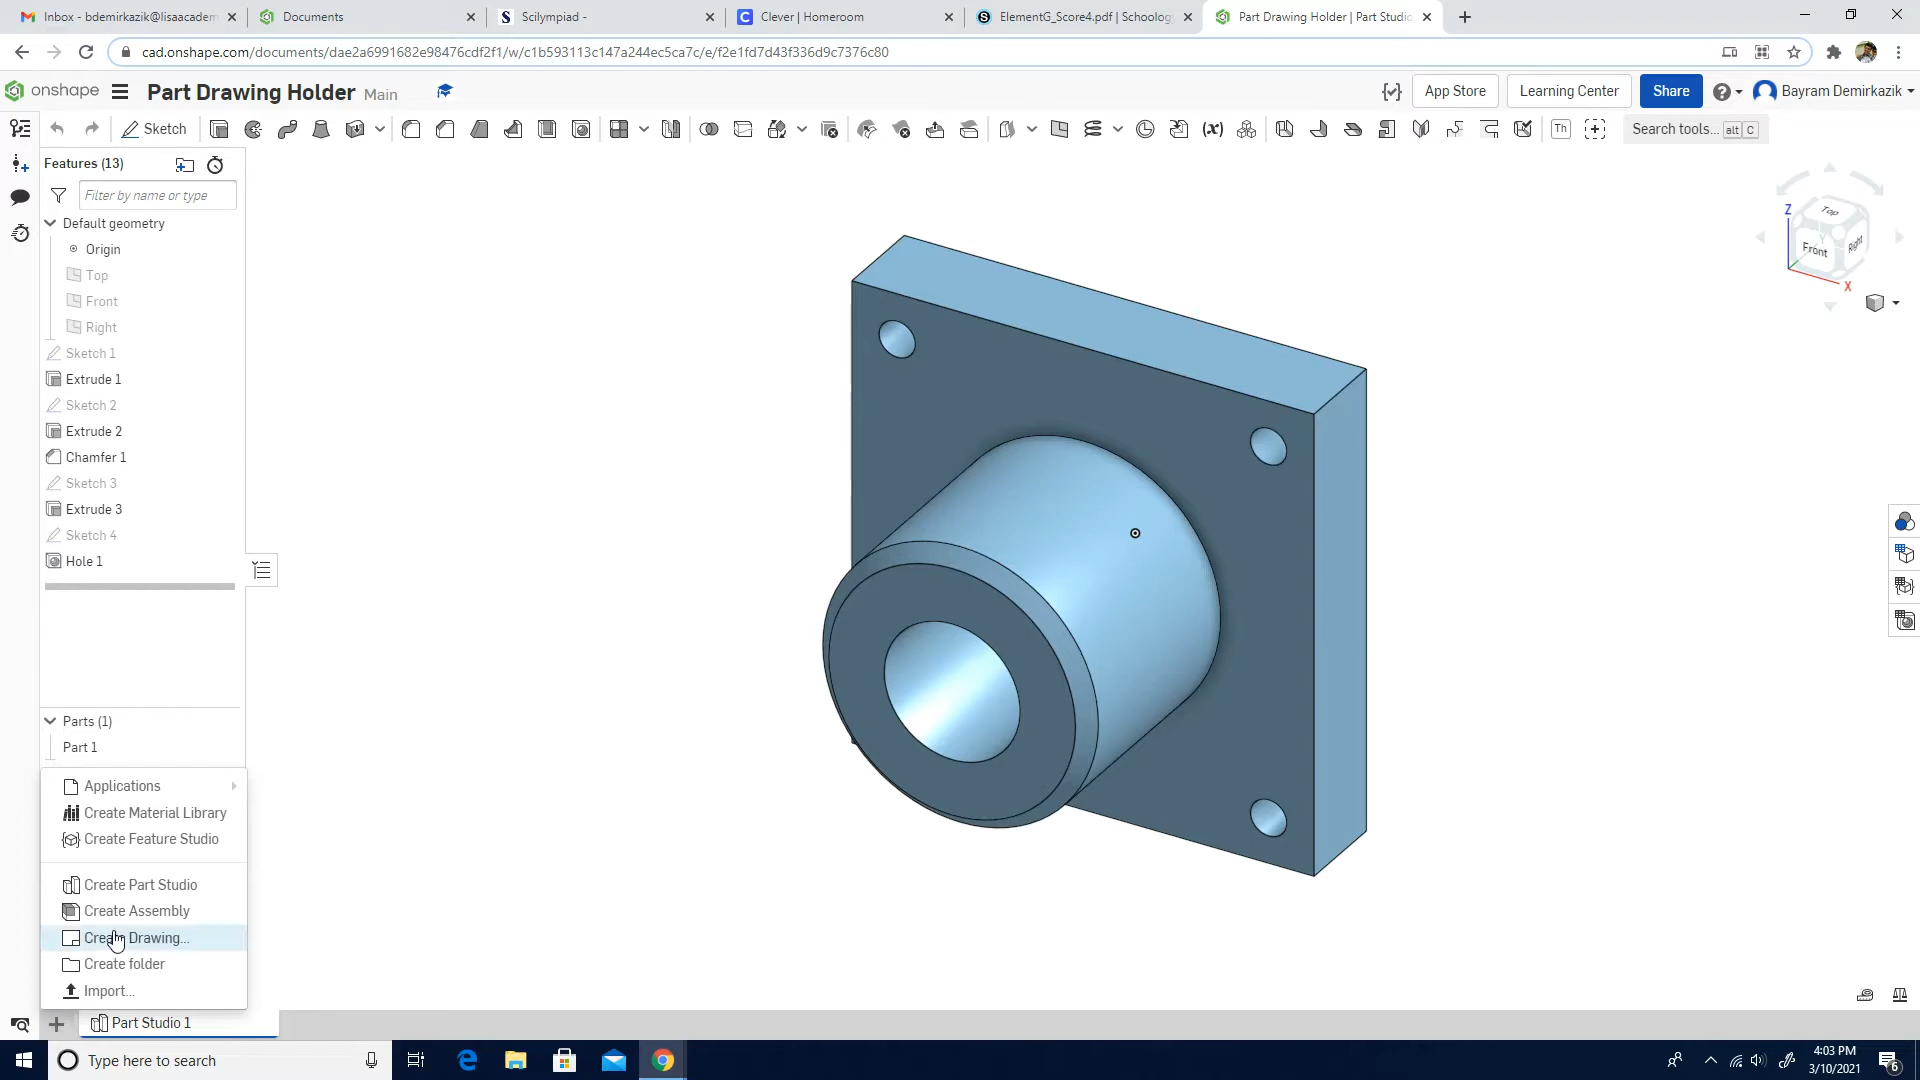 Inbox - bdemirkazik@lisaacadem
Documents
Scilympiad -
Clever | Homeroom
ElementG_Score4.pdf | Schoology
Part Drawing Holder | Part Studio
cad.onshape.com/documents/dae2a6991682e98476cdf2f1/w/c1b593113c147a244ec5ca7c/e/f2e1fd7d43f336d9c7376c80
onshape
Part Drawing Holder Main
App Store
Learning Center
Share
Bayram Demirkazik
Sketch
(x)
Th
Search tools... alt C
Features (13)
Filter by name or type
Default geometry
Origin
Top
Front
Right
Sketch 1
Extrude 1
Sketch 2
Extrude 2
Chamfer 1
Sketch 3
Extrude 3
Sketch 4
Hole 1
Z
Top
Y
Front
Right
X
Parts (1)
Part 1
Applications
Create Material Library
Create Feature Studio
Create Part Studio
Create Assembly
Create Drawing...
Create folder
Import...
Part Studio 1
Type here to search
4:03 PM
3/10/2021
6